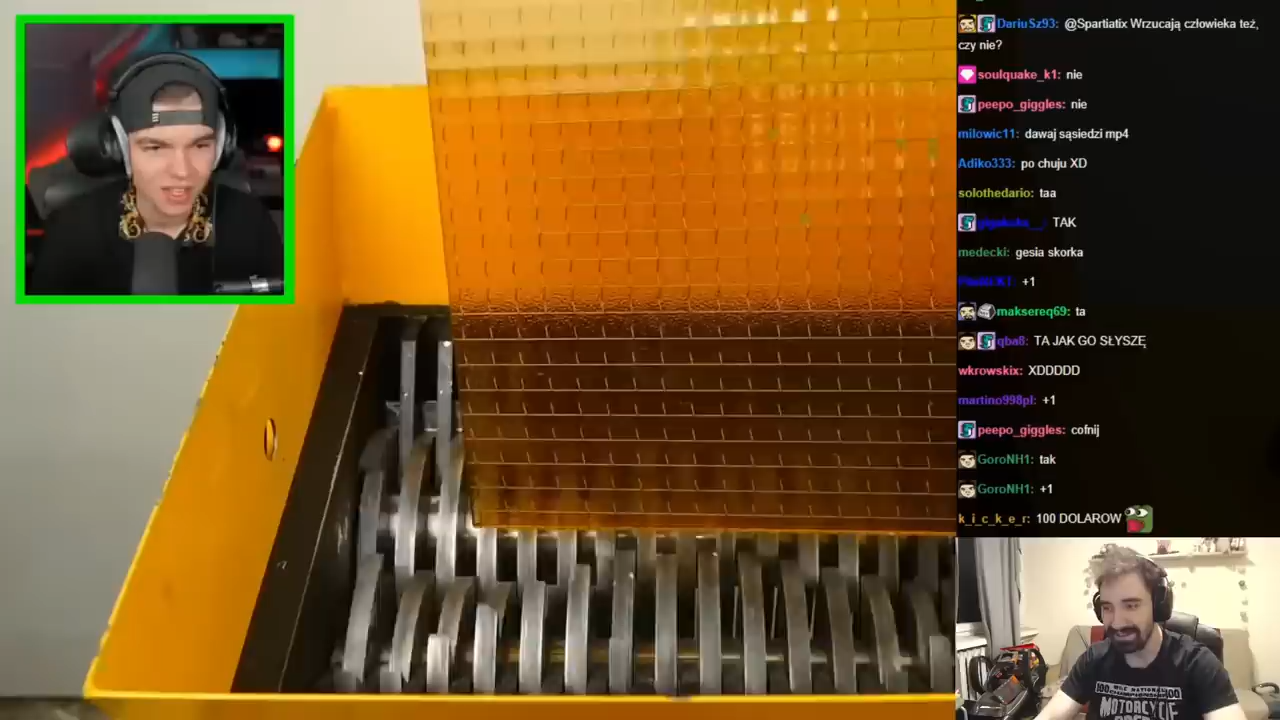 DariuSz93: @Spartiatix Wrzucają człowieka też,
czy nie?
soulquake_k1: nie
peepo_giggles: nie
milowic11: dawaj sąsiedzi mp4
Adiko333: po chuju XD
solothedario: taa
TAK
medecki: gesia skorka
+1
maksereq69: ta
qba8: TA JAK GO SŁYSZĘ
wkrowskix: XDDDDD
martino998pl: +1
peepo_giggles: cofnij
GoroNH1: tak
GoroNH1: +1
k_i_c_k_e_r: 100 DOLAROW
MOTORCYCLE